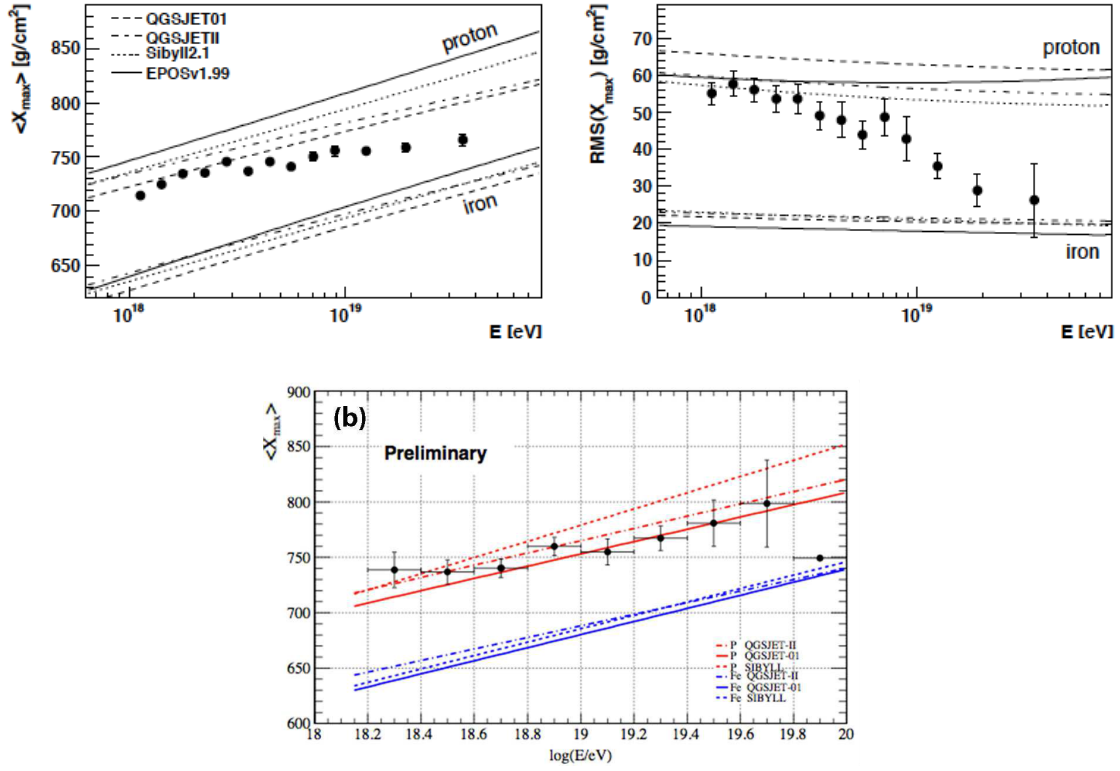 <X_max> [g/cm²]
850
800
750
700
650
QGSJET01
QGSJETII
Sibyll2.1
EPOSv1.99
proton
iron
10¹⁸
10¹⁹
E [eV]
RMS(X_max) [g/cm²]
70
60
50
40
30
20
10
0
proton
iron
10¹⁸
10¹⁹
E [eV]
(b)
Preliminary
<X_max>
900
850
800
750
700
650
600
P QGSJET-II
P QGSJET-01
P SIBYLL
Fe QGSJET-II
Fe QGSJET-01
Fe SIBYLL
18 18.2 18.4 18.6 18.8 19 19.2 19.4 19.6 19.8 20
log(E/eV)